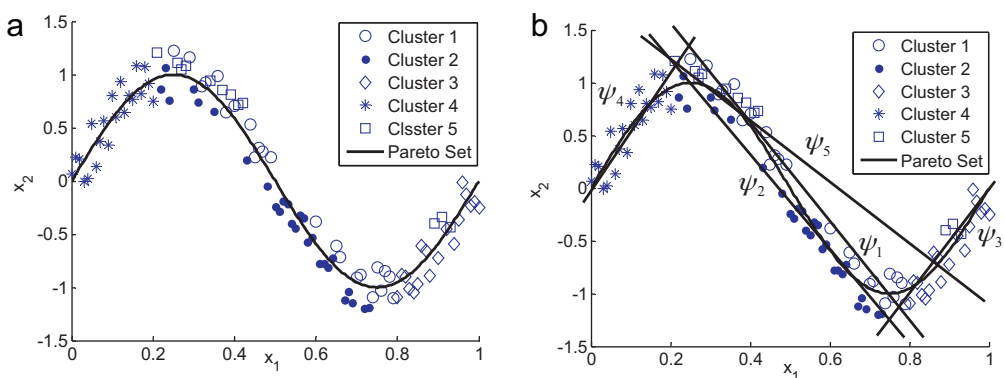 a
1.5
1
0.5
0
-0.5
-1
-1.5
x2
0
0.2
0.4
0.6
0.8
1
x1
Cluster 1
Cluster 2
Cluster 3
Cluster 4
Clsster 5
Pareto Set
b
1.5
1
0.5
0
-0.5
-1
-1.5
x2
0
0.2
0.4
0.6
0.8
1
x1
Cluster 1
Cluster 2
Cluster 3
Cluster 4
Cluster 5
Pareto Set
ψ4
ψ5
ψ2
ψ1
ψ3